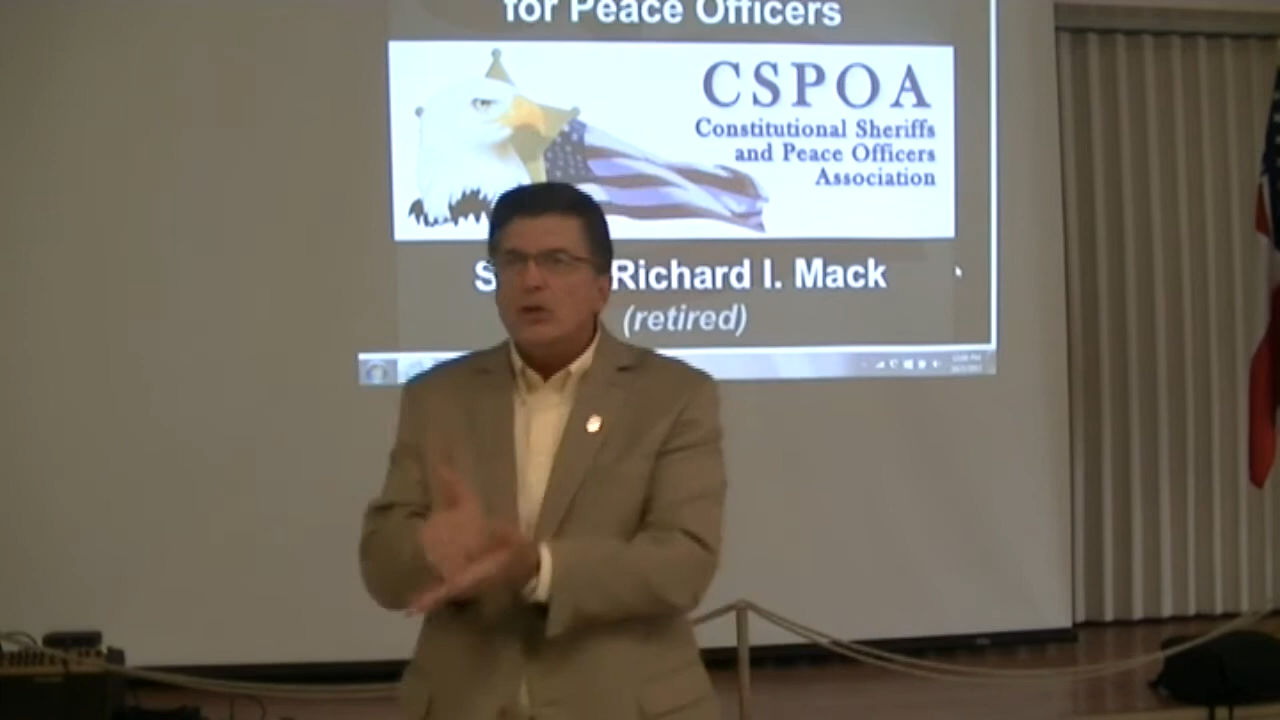 for Peace Officers
CSPOA
Constitutional Sheriffs
and Peace Officers
Association
S Richard I. Mack
(retired)